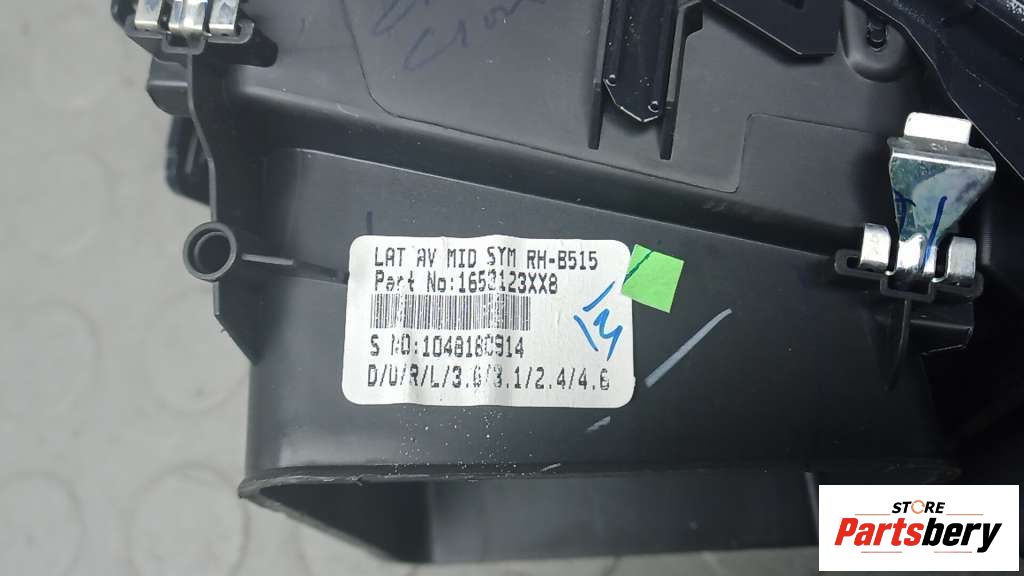 LAT AV MID SYM RH-B515
Part No:1653123XX8
S NO:1048180914
D/U/R/L/3.6/3.1/2.4/4.6
STORE
Partsbery